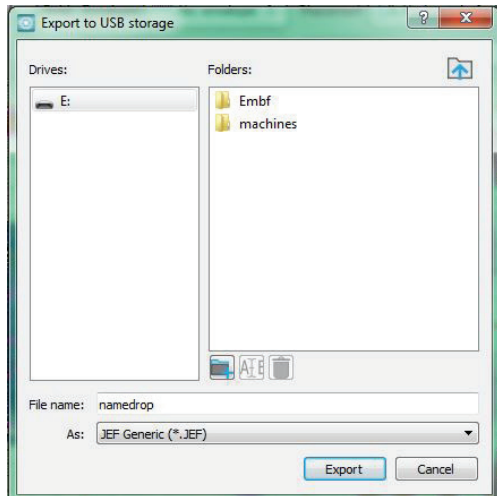 Export to USB storage
Drives:
Folders:
E:
Embf
machines
File name: namedrop
As: JEF Generic (*.JEF)
Export
Cancel